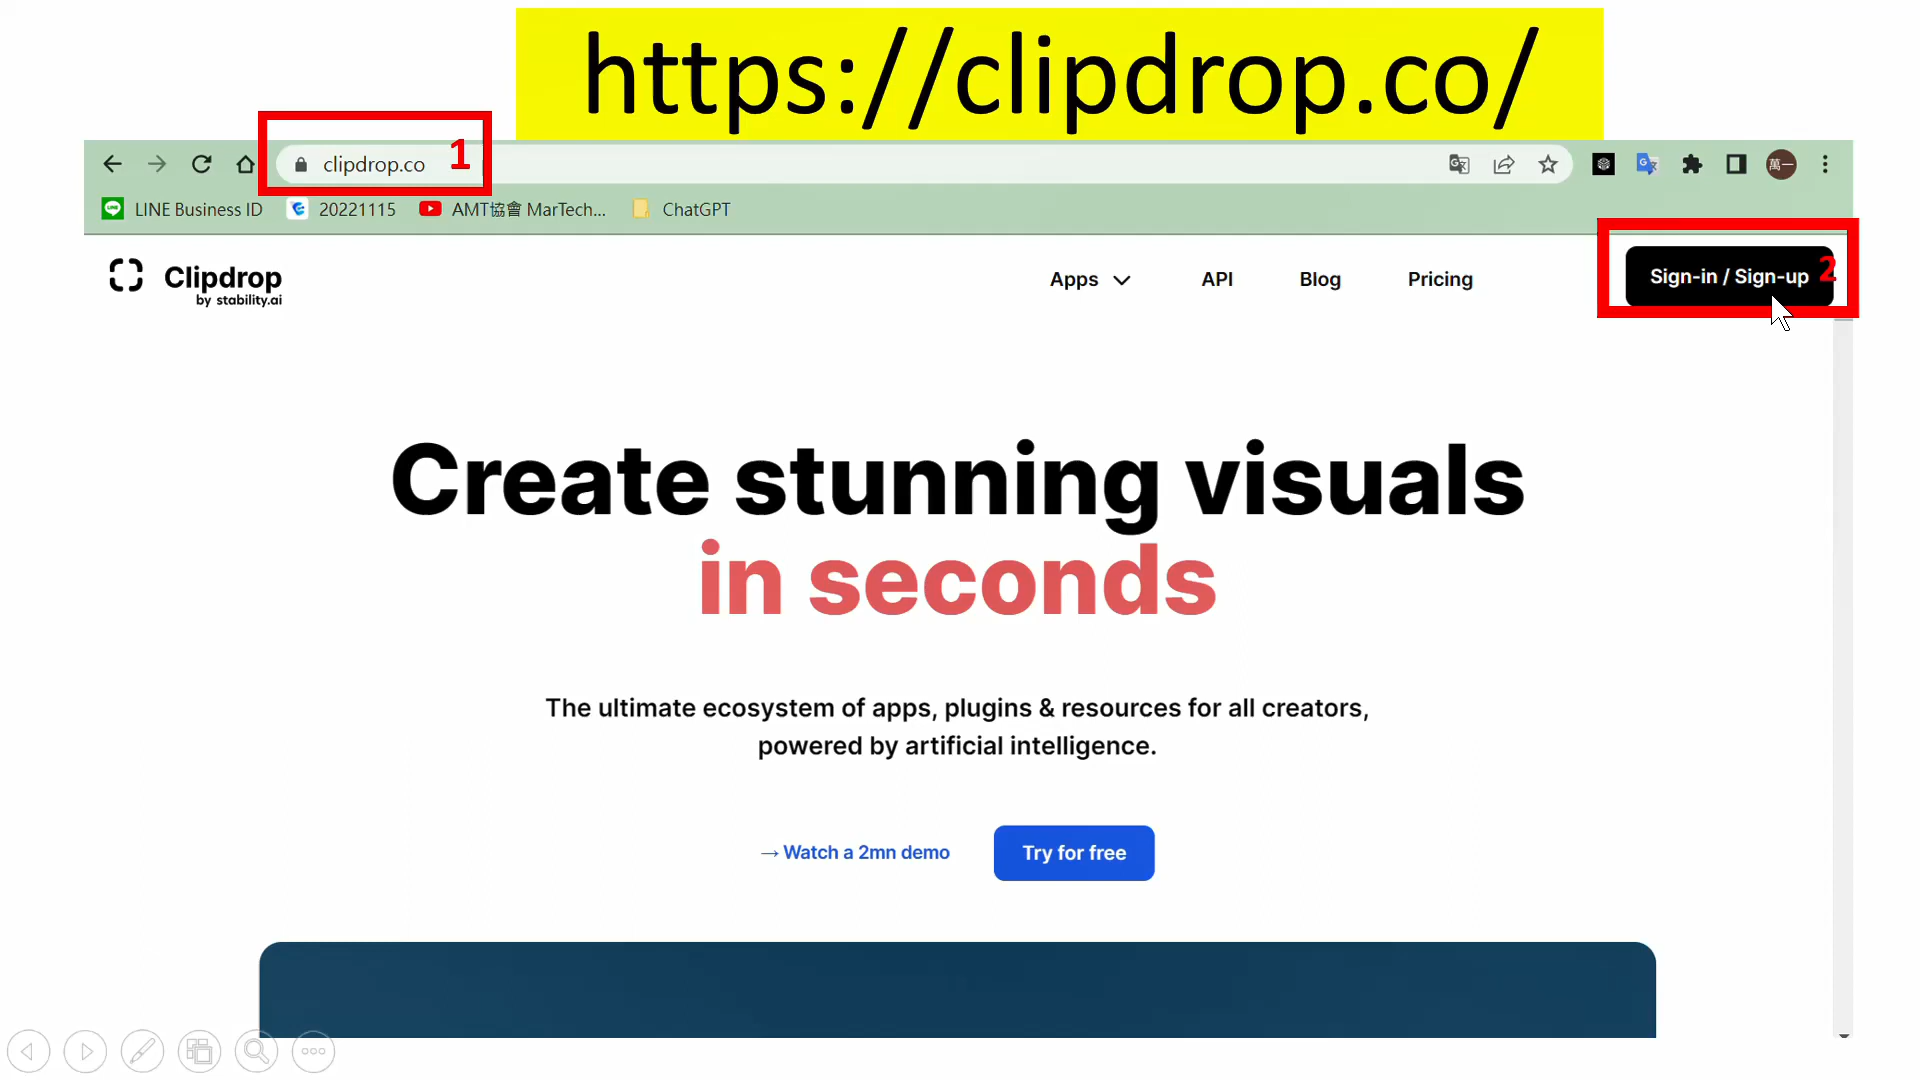 https://clipdrop.co/
clipdrop.co 1
萬一
LINE Business ID 20221115 AMT協會 MarTech... ChatGPT
Clipdrop
by stability.ai
Apps API Blog Pricing Sign-in / Sign-up 2
Create stunning visuals
in seconds
The ultimate ecosystem of apps, plugins & resources for all creators,
powered by artificial intelligence.
→ Watch a 2mn demo Try for free